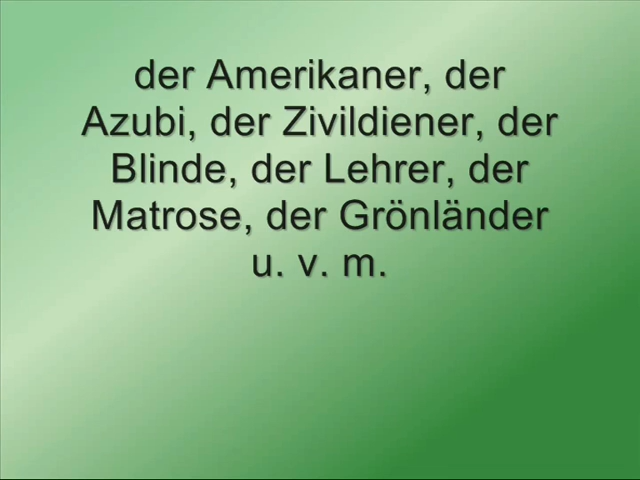 der Amerikaner, der
Azubi, der Zivildiener, der
Blinde, der Lehrer, der
Matrose, der Grönländer
u. v. m.